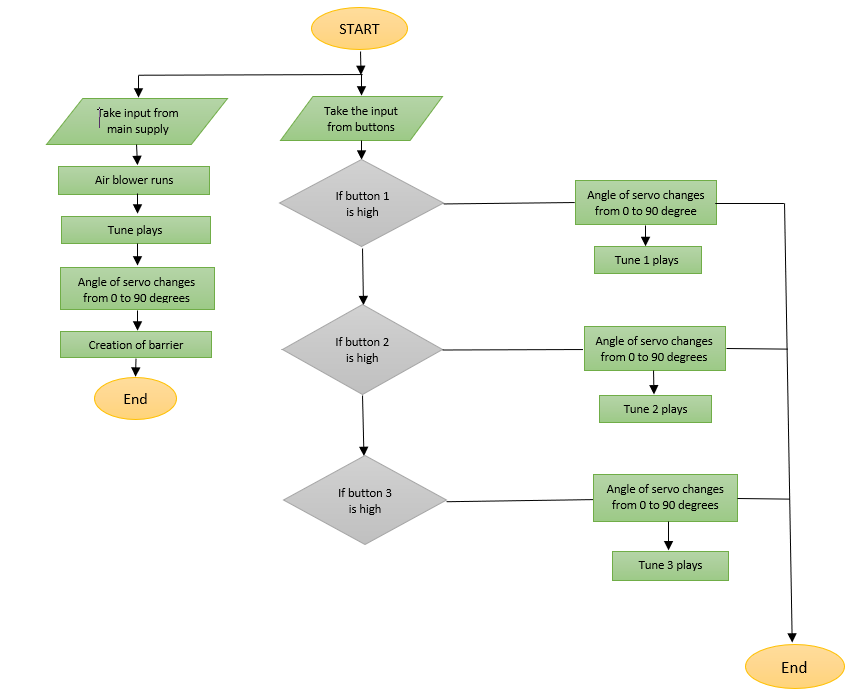 START
Take input from
main supply
Air blower runs
Tune plays
Angle of servo changes
from 0 to 90 degrees
Creation of barrier
End
Take the input
from buttons
If button 1
is high
Angle of servo changes
from 0 to 90 degree
Tune 1 plays
If button 2
is high
Angle of servo changes
from 0 to 90 degrees
Tune 2 plays
If button 3
is high
Angle of servo changes
from 0 to 90 degrees
Tune 3 plays
End